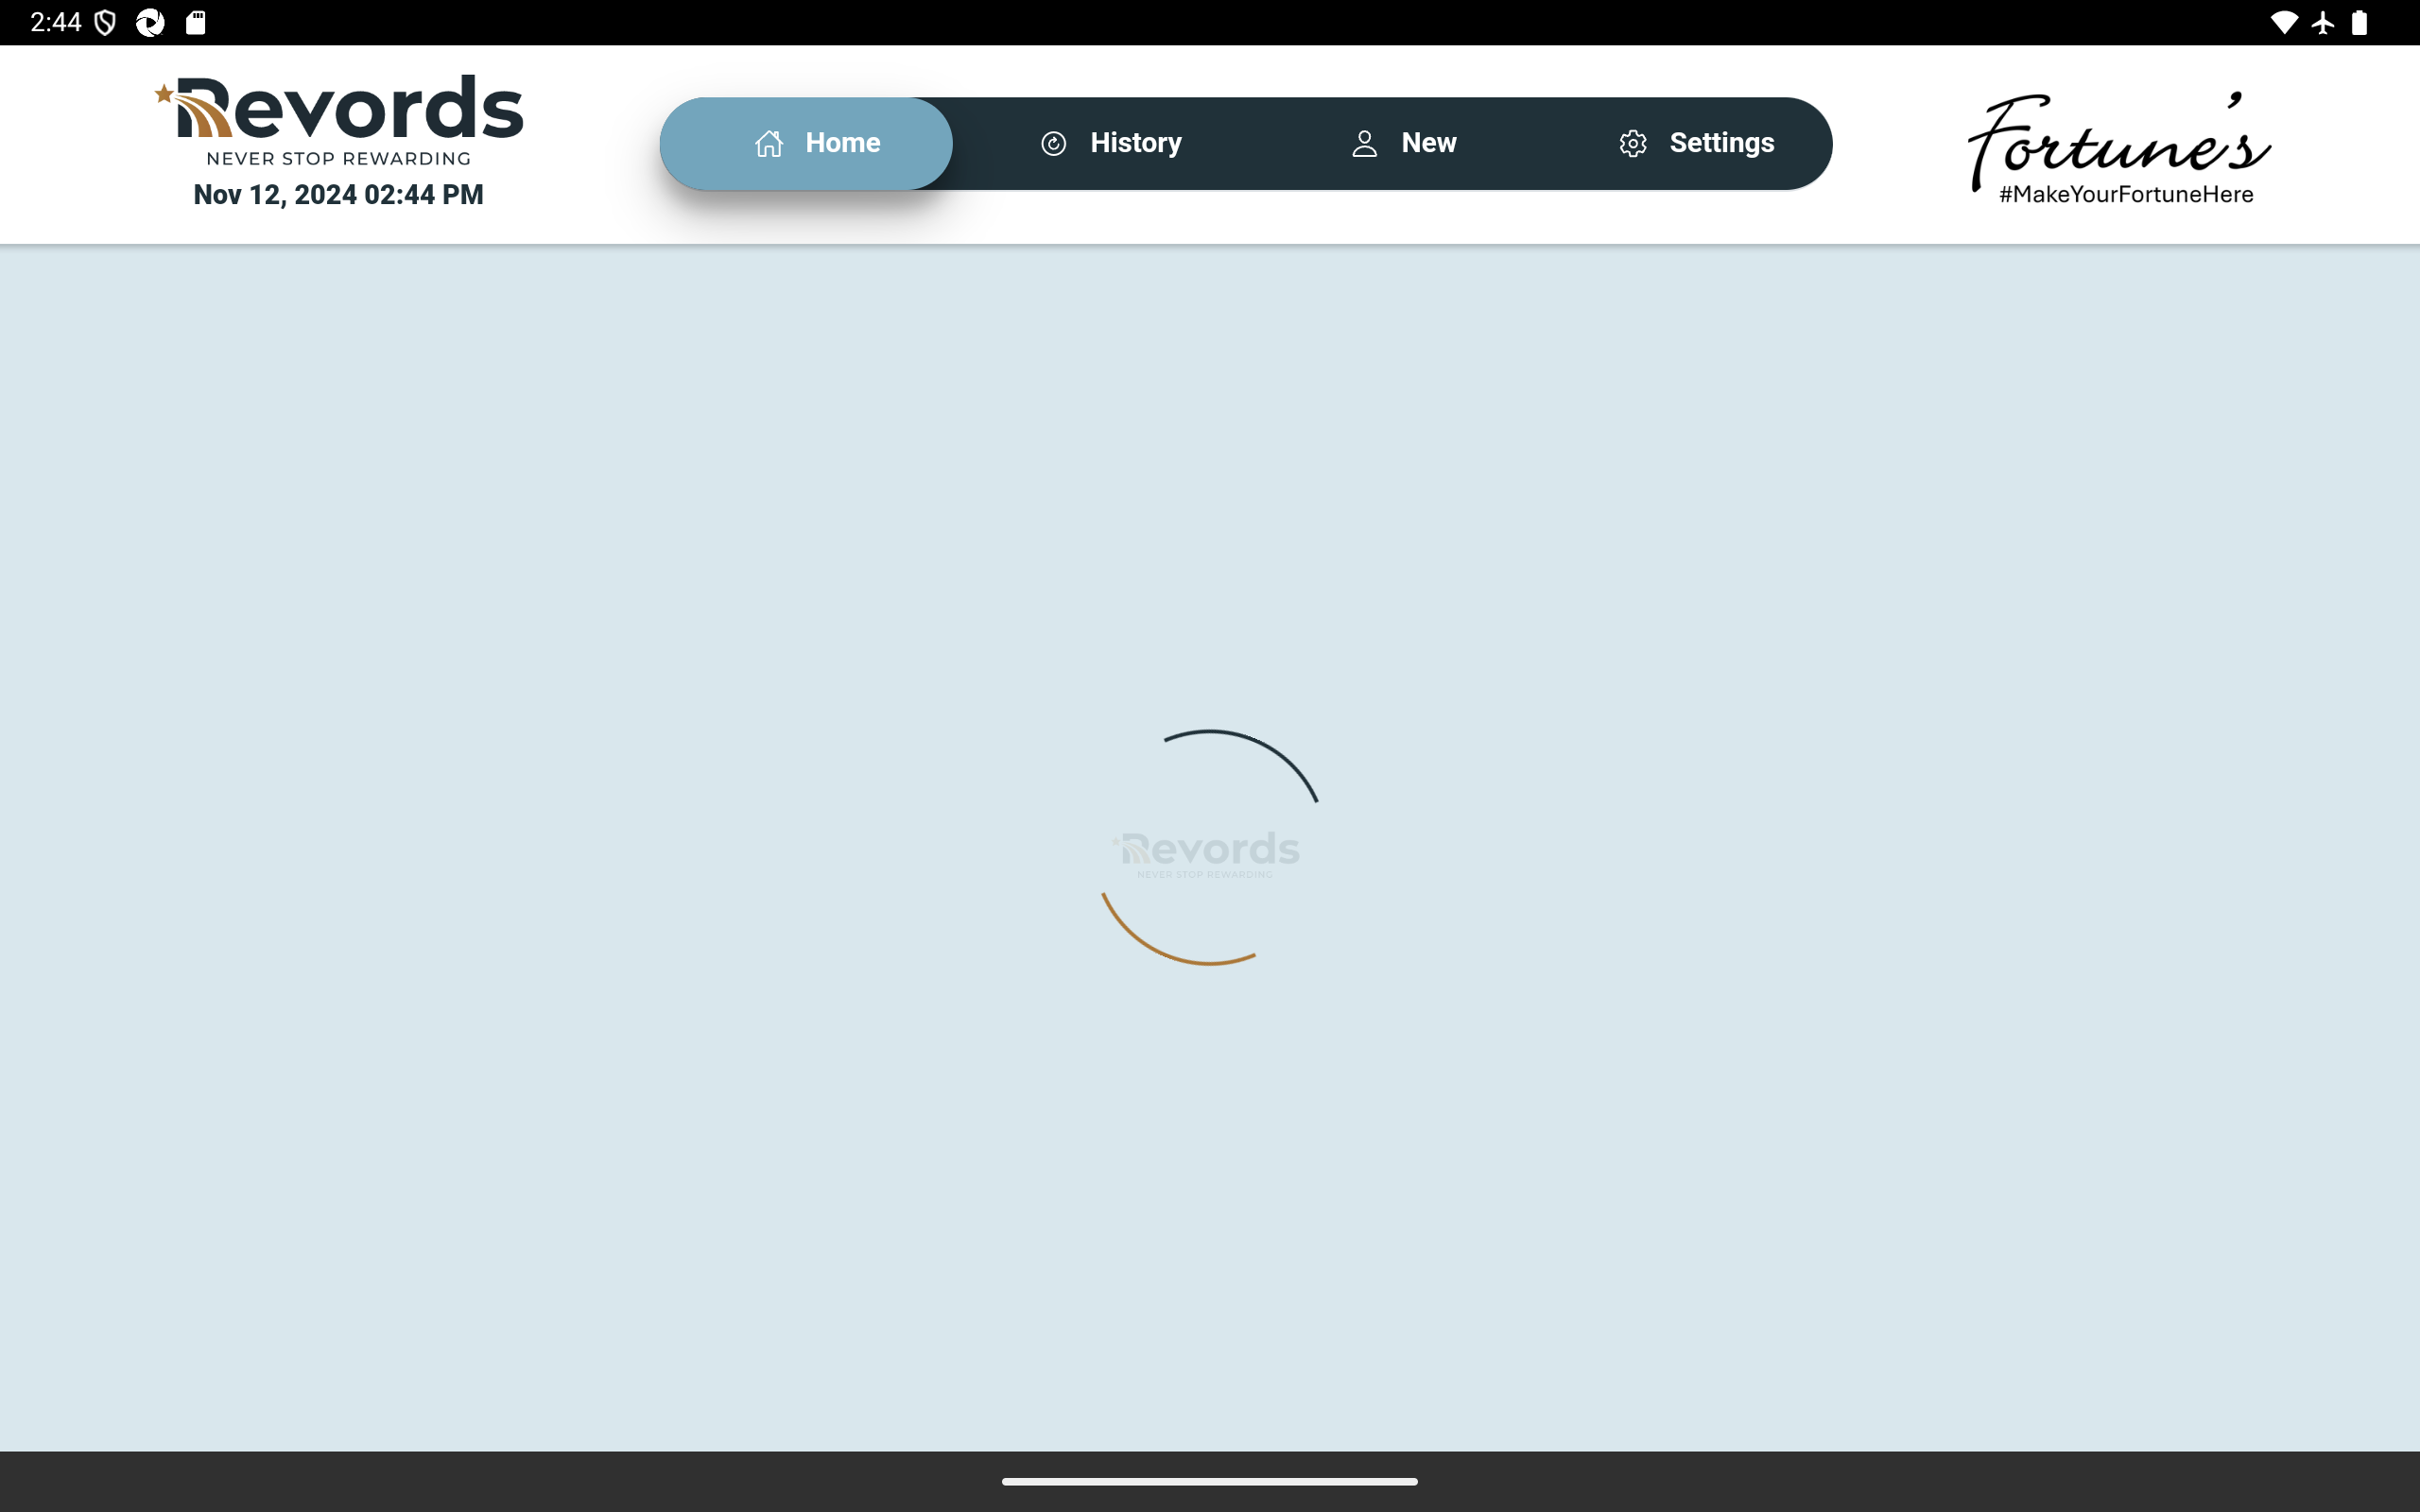 2:44
Revords
NEVER STOP REWARDING
Nov 12, 2024 02:44 PM
Home
History
New
Settings
Fortune's
#MakeYourFortuneHere
Revords
NEVER STOP REWARDING